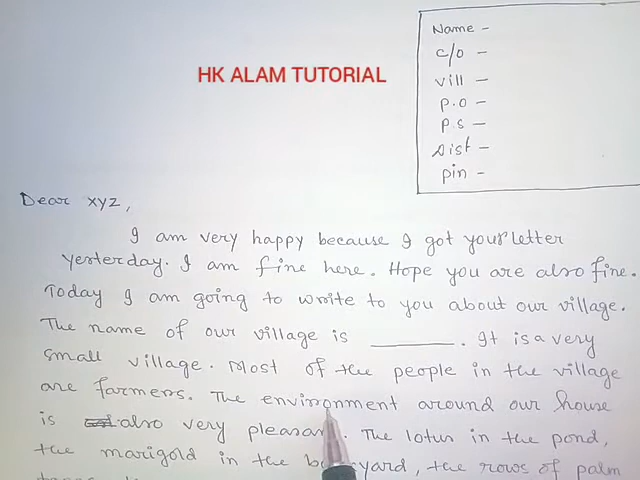 Name -
C/O -
Vill -
P.O -
P.S -
Dist -
Pin -
HK ALAM TUTORIAL
Dear xyz,
I am very happy because I got your letter
yesterday. I am fine here. Hope you are also fine.
Today I am going to write to you about our village.
The name of our village is ________. It is a very
small village. Most of the people in the village
are farmers. The environment around our house
is also very pleasant. The lotus in the pond,
the marigold in the backyard, the rows of palm